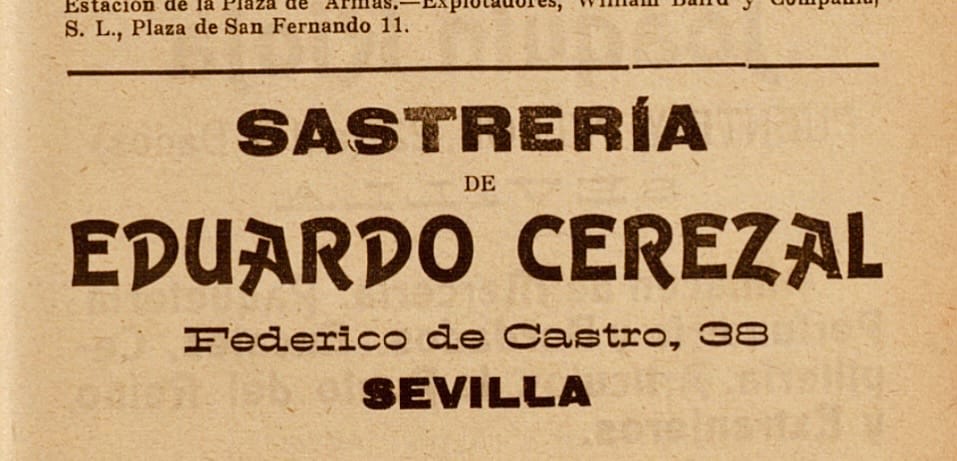 Estación de la Plaza de Armas.—Explotadores, William Baird y Compañía,
S. L., Plaza de San Fernando 11.
SASTRERÍA
DE
EDUARDO CEREZAL
Federico de Castro, 38
SEVILLA